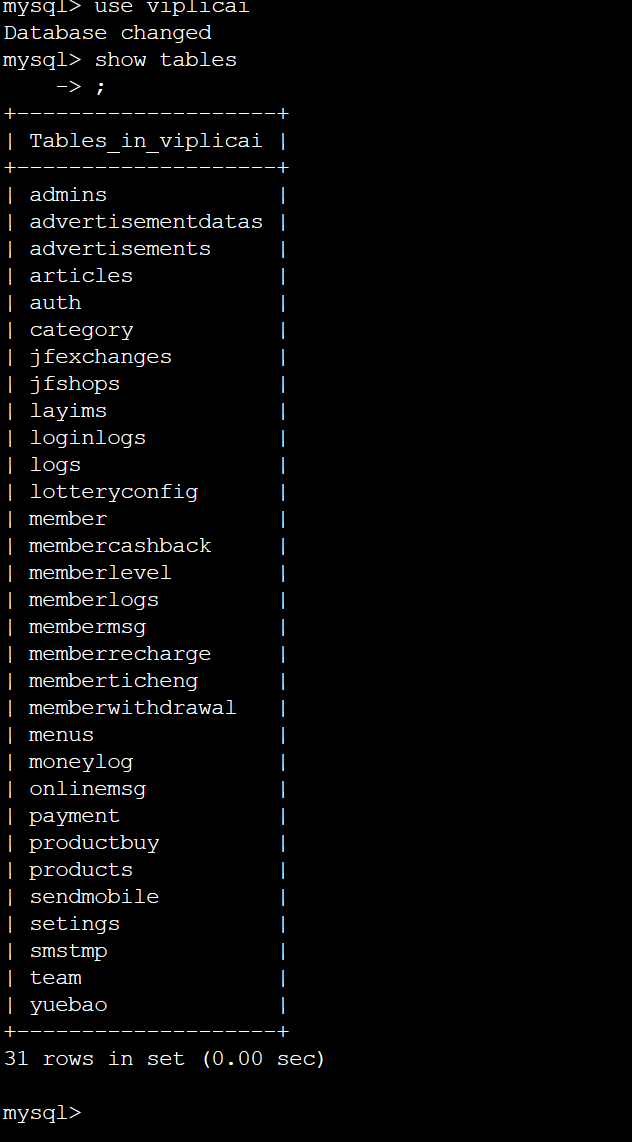 mysql> use viplicai
Database changed
mysql> show tables
    -> ;
+--------------------+
| Tables_in_viplicai |
+--------------------+
| admins             |
| advertisementdatas |
| advertisements     |
| articles           |
| auth               |
| category           |
| jfexchanges        |
| jfshops            |
| layims             |
| loginlogs          |
| logs               |
| lotteryconfig      |
| member             |
| membercashback     |
| memberlevel        |
| memberlogs         |
| membermsg          |
| memberrecharge     |
| memberticheng      |
| memberwithdrawal   |
| menus              |
| moneylog           |
| onlinemsg          |
| payment            |
| productbuy         |
| products           |
| sendmobile         |
| setings            |
| smstmp             |
| team               |
| yuebao             |
+--------------------+
31 rows in set (0.00 sec)
mysql>